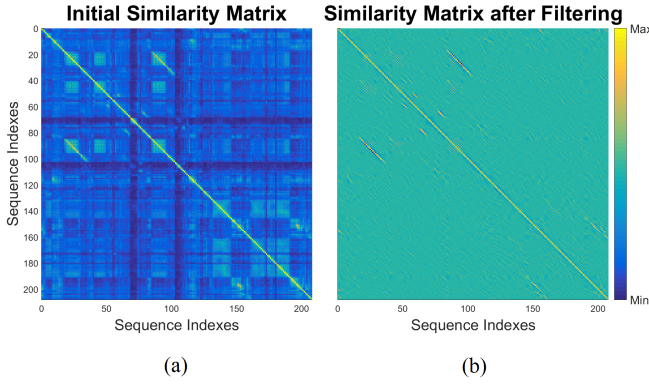 Initial Similarity Matrix
Similarity Matrix after Filtering
0
20
40
60
80
100
120
140
160
180
200
Sequence Indexes
0
50
100
150
200
Sequence Indexes
0
50
100
150
200
Sequence Indexes
Max
Min
(a)
(b)